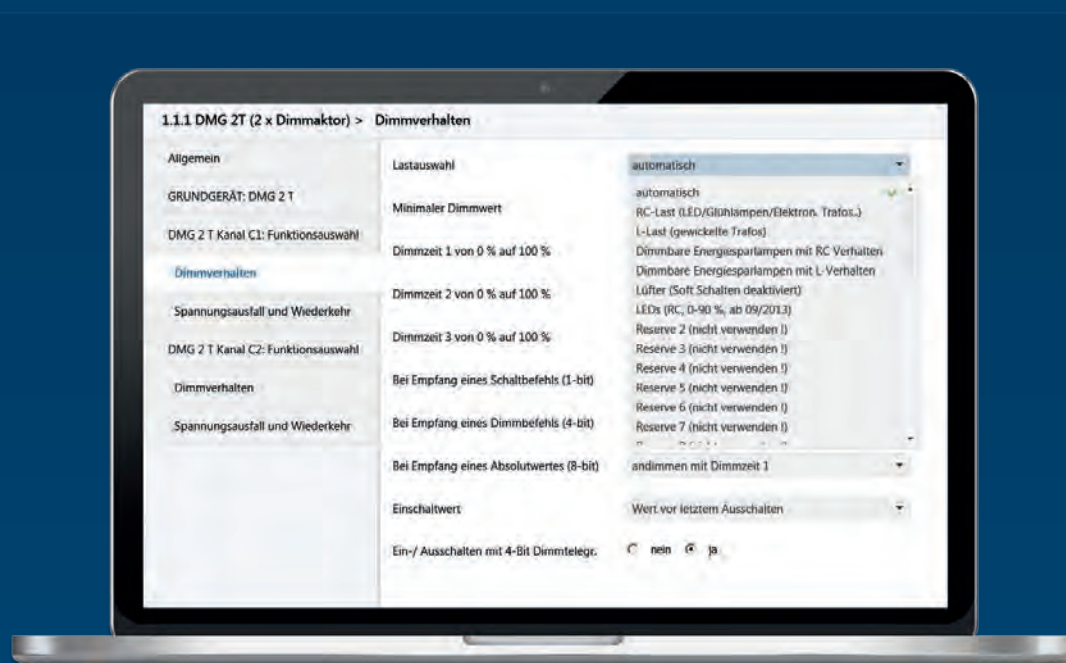 1.1.1 DMG 2T (2 x Dimmaktor) > Dimmverhalten
Allgemein
GRUNDGERÄT: DMG 2 T
DMG 2 T Kanal C1: Funktionsauswahl
Dimmverhalten
Spannungsausfall und Wiederkehr
DMG 2 T Kanal C2: Funktionsauswahl
Dimmverhalten
Spannungsausfall und Wiederkehr
Lastauswahl
automatisch
automatisch
RC-Last (LED/Glühlampen/Elektron. Trafos..)
L-Last (gewickelte Trafos)
Dimmbare Energiesparlampen mit RC Verhalten
Dimmbare Energiesparlampen mit L-Verhalten
Lüfter (Soft Schalten deaktiviert)
LEDs (RC, 0-90 %, ab 09/2013)
Reserve 2 (nicht verwenden !)
Reserve 3 (nicht verwenden !)
Reserve 4 (nicht verwenden !)
Reserve 5 (nicht verwenden !)
Reserve 6 (nicht verwenden !)
Reserve 7 (nicht verwenden !)
Minimaler Dimmwert
Dimmzeit 1 von 0 % auf 100 %
Dimmzeit 2 von 0 % auf 100 %
Dimmzeit 3 von 0 % auf 100 %
Bei Empfang eines Schaltbefehls (1-bit)
Bei Empfang eines Dimmbefehls (4-bit)
Bei Empfang eines Absolutwertes (8-bit) andimmen mit Dimmzeit 1
Einschaltwert Wert vor letztem Ausschalten
Ein-/ Ausschalten mit 4-Bit Dimmtelegr. nein ja